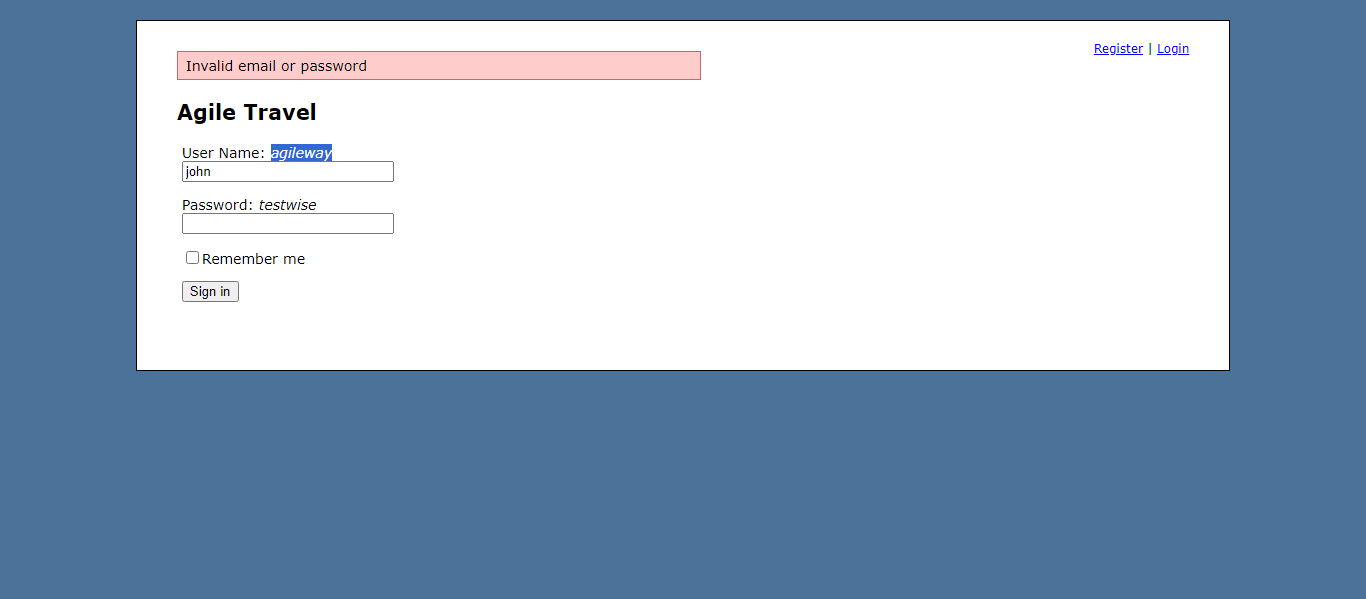 Register | Login
Invalid email or password
Agile Travel
User Name: agileway
john
Password: testwise
Remember me
Sign in